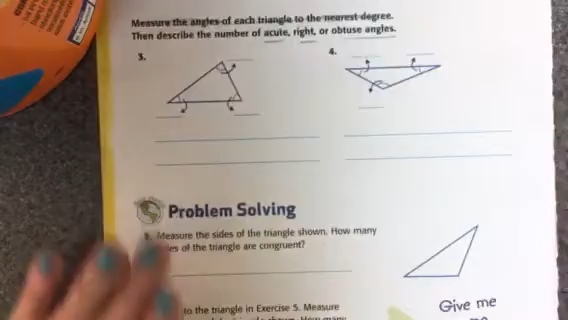 Measure the angles of each triangle to the nearest degree.
Then describe the number of acute, right, or obtuse angles.
3.
4.
Problem Solving
Measure the sides of the triangle shown. How many
of the triangle are congruent?
to the triangle in Exercise 5. Measure
Give me